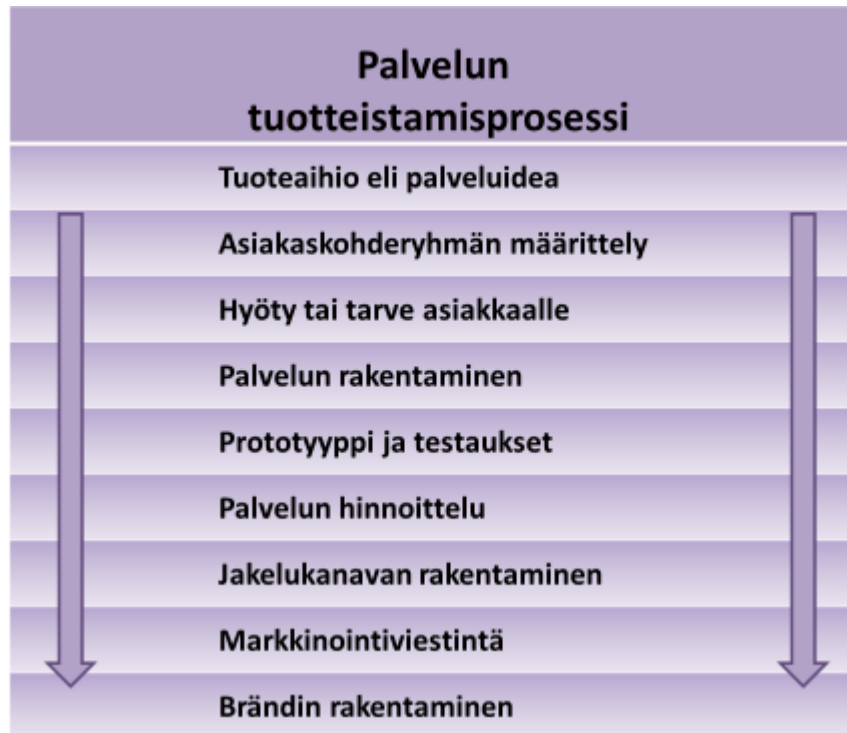 Palvelun
tuotteistamisprosessi
Tuoteaihio eli palveluidea
Asiakaskohderyhmän määrittely
Hyöty tai tarve asiakkaalle
Palvelun rakentaminen
Prototyyppi ja testaukset
Palvelun hinnoittelu
Jakelukanavan rakentaminen
Markkinointiviestintä
Brändin rakentaminen